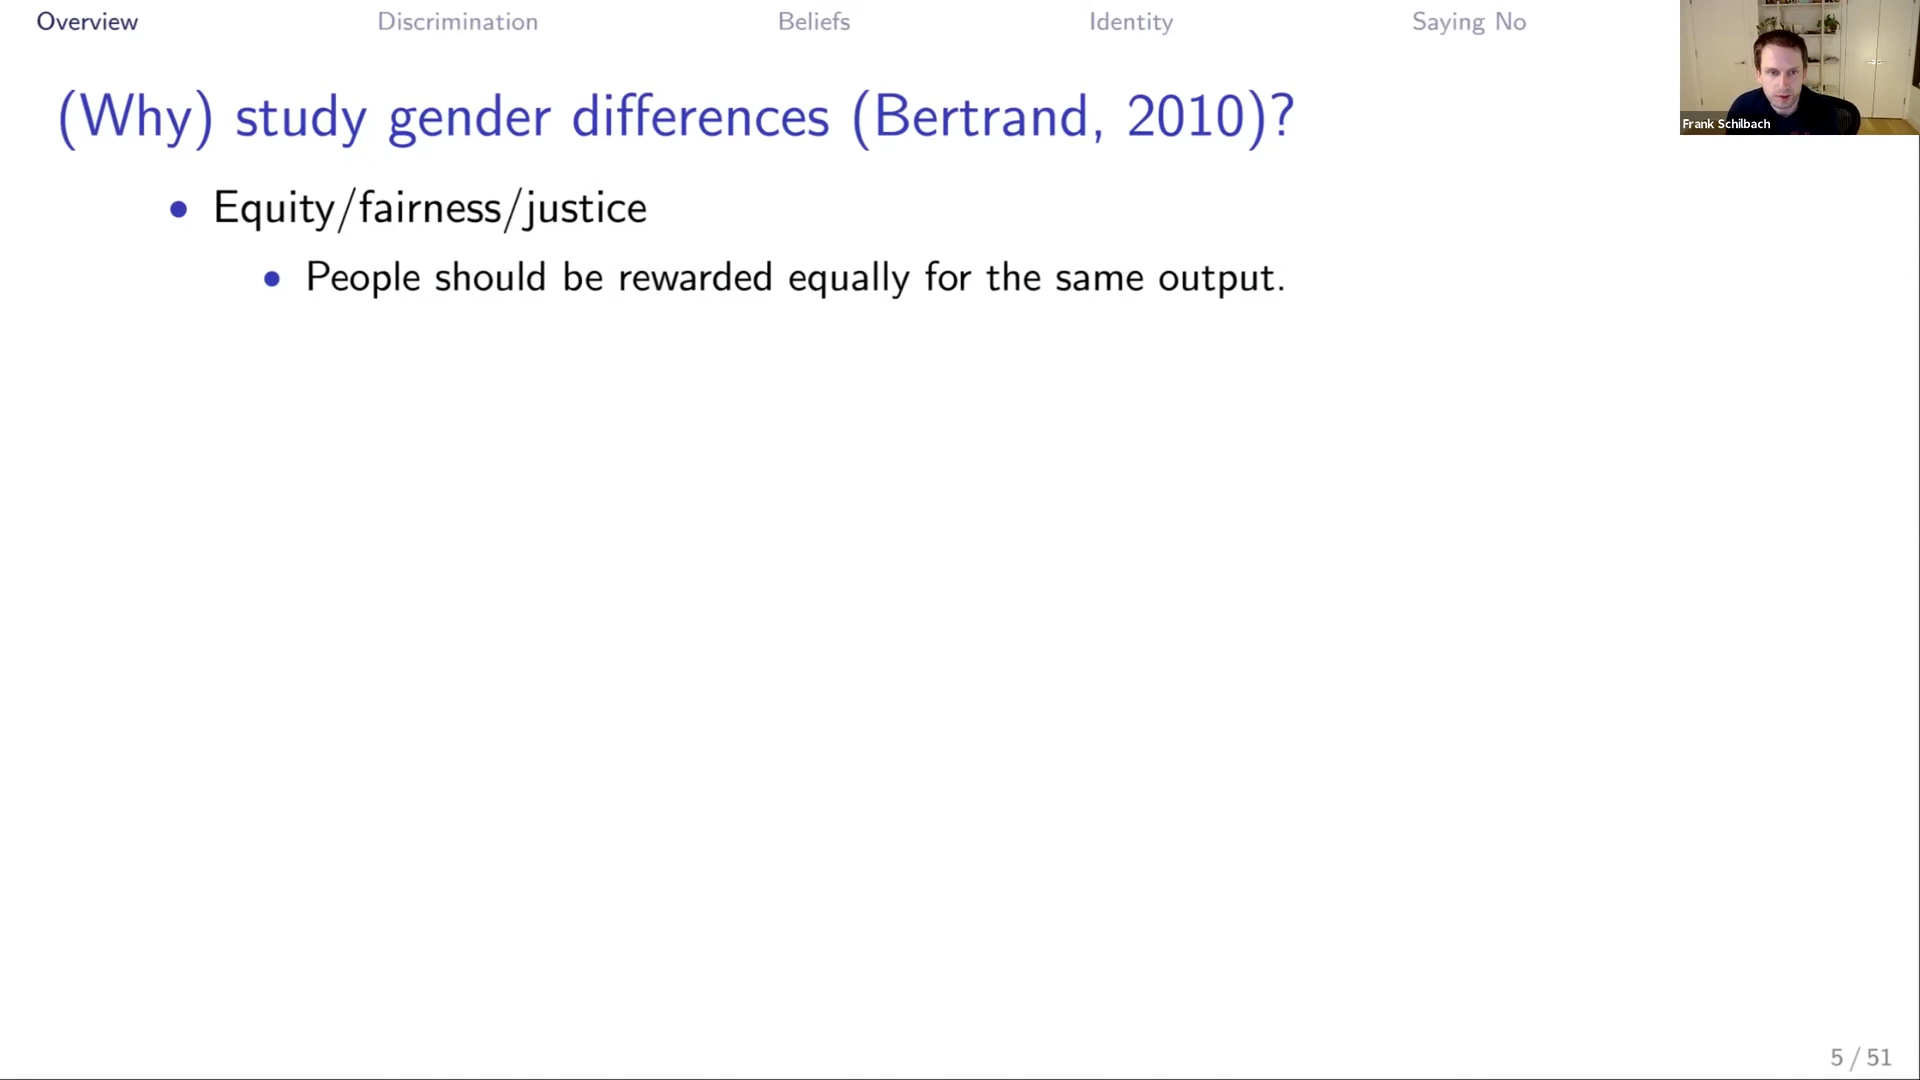 Overview Discrimination Beliefs Identity Saying No
(Why) study gender differences (Bertrand, 2010)?
Frank Schilbach
• Equity/fairness/justice
• People should be rewarded equally for the same output.
5 / 51